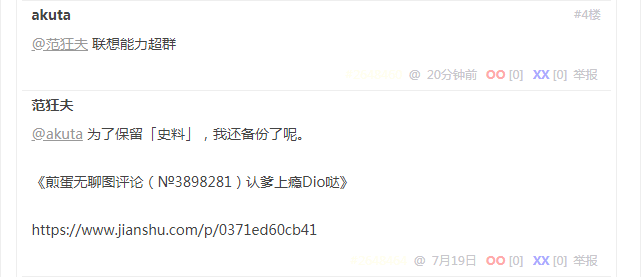 akuta #4楼
@范狂夫 联想能力超群
@ 20分钟前 OO [0] XX [0] 举报
范狂夫
@akuta 为了保留「史料」，我还备份了呢。
《煎蛋无聊图评论（№3898281）认爹上瘾Dio哒》
https://www.jianshu.com/p/0371ed60cb41
@ 7月19日 OO [0] XX [0] 举报